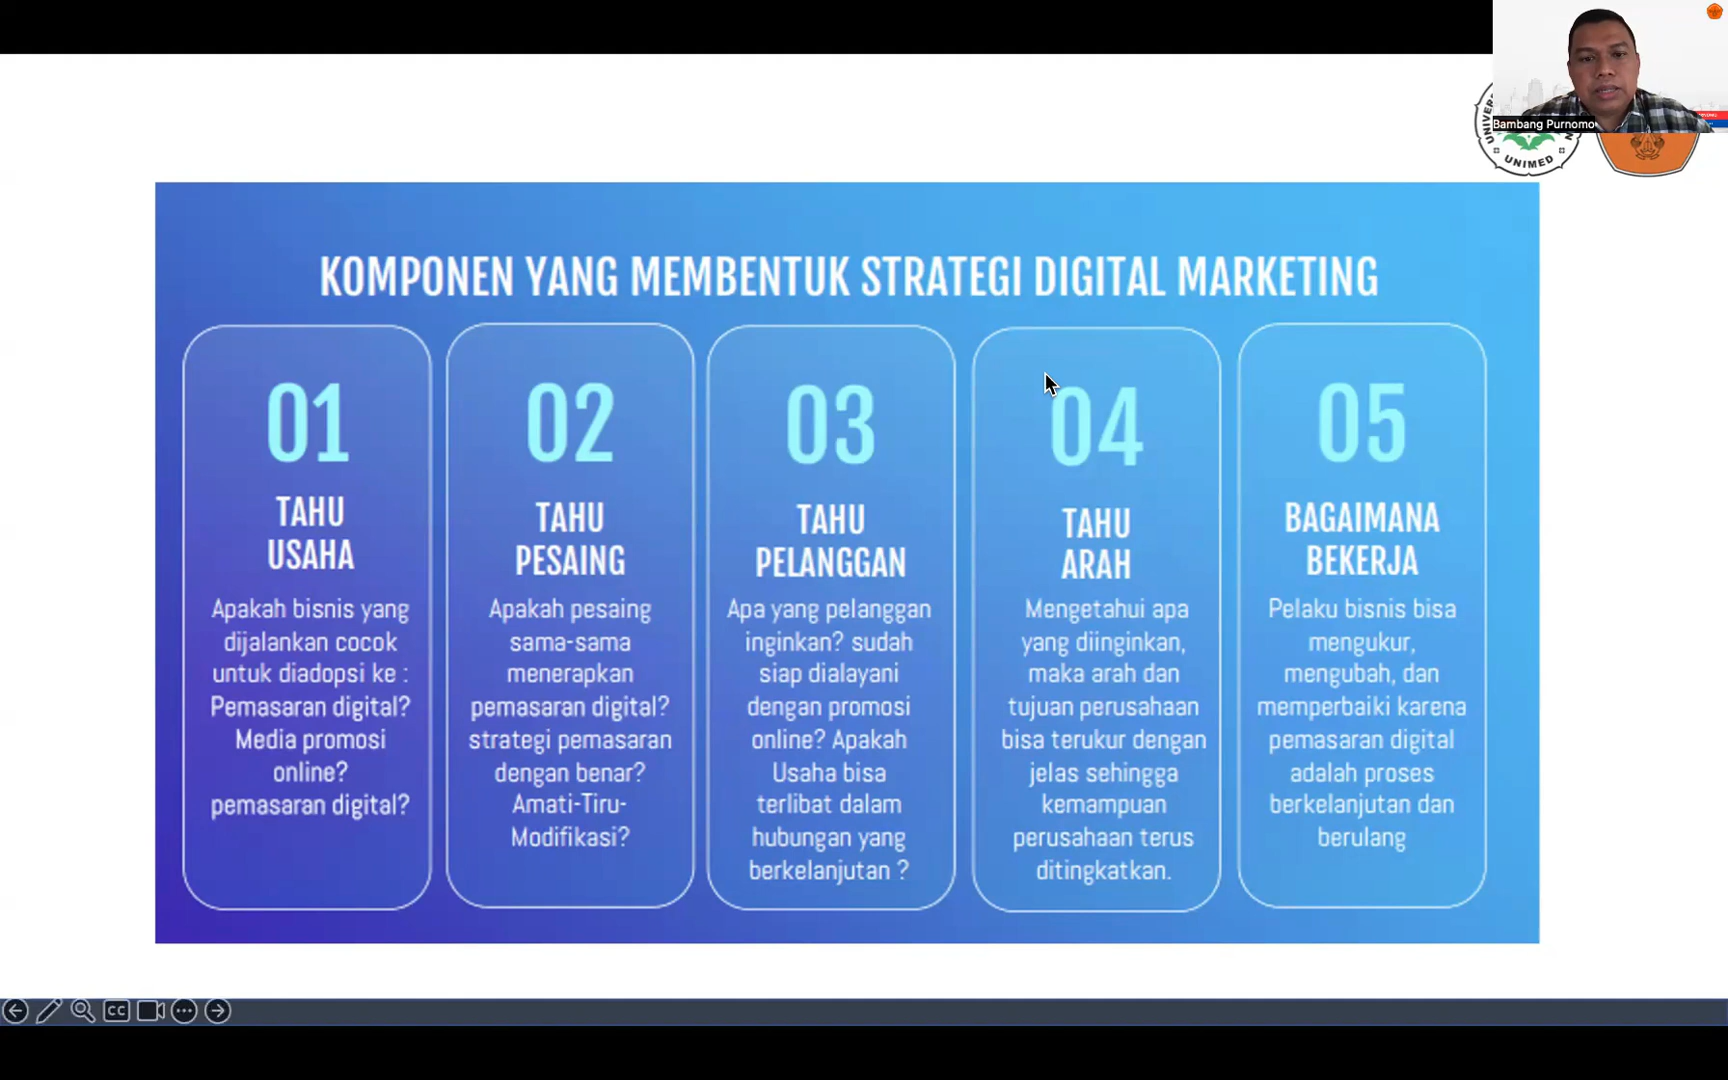 Bambang Purnomo
UNIVER
UNIMED
KOMPONEN YANG MEMBENTUK STRATEGI DIGITAL MARKETING
01
TAHU
USAHA
Apakah bisnis yang
dijalankan cocok
untuk diadopsi ke :
Pemasaran digital?
Media promosi
online?
pemasaran digital?
02
TAHU
PESAING
Apakah pesaing
sama-sama
menerapkan
pemasaran digital?
strategi pemasaran
dengan benar?
Amati-Tiru-
Modifikasi?
03
TAHU
PELANGGAN
Apa yang pelanggan
inginkan? sudah
siap dialayani
dengan promosi
online? Apakah
Usaha bisa
terlibat dalam
hubungan yang
berkelanjutan ?
04
TAHU
ARAH
Mengetahui apa
yang diinginkan,
maka arah dan
tujuan perusahaan
bisa terukur dengan
jelas sehingga
kemampuan
perusahaan terus
ditingkatkan.
05
BAGAIMANA
BEKERJA
Pelaku bisnis bisa
mengukur,
mengubah, dan
memperbaiki karena
pemasaran digital
adalah proses
berkelanjutan dan
berulang
CC